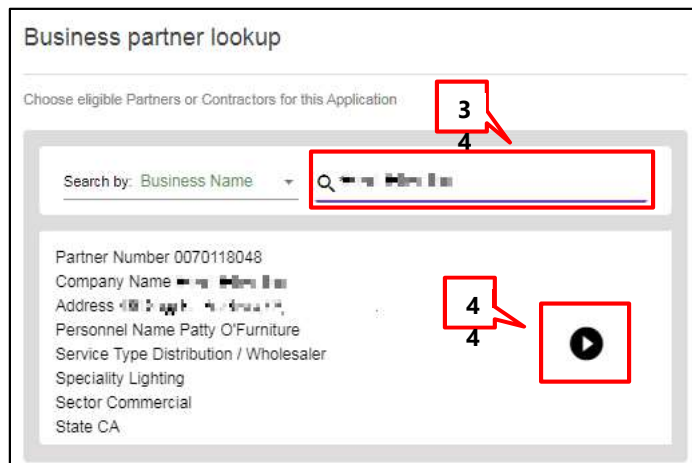 Business partner lookup
Choose eligible Partners or Contractors for this Application
3
4
Search by: Business Name
Partner Number 0070118048
Company Name
Address
4
4
Personnel Name Patty O'Furniture
Service Type Distribution / Wholesaler
Speciality Lighting
Sector Commercial
State CA